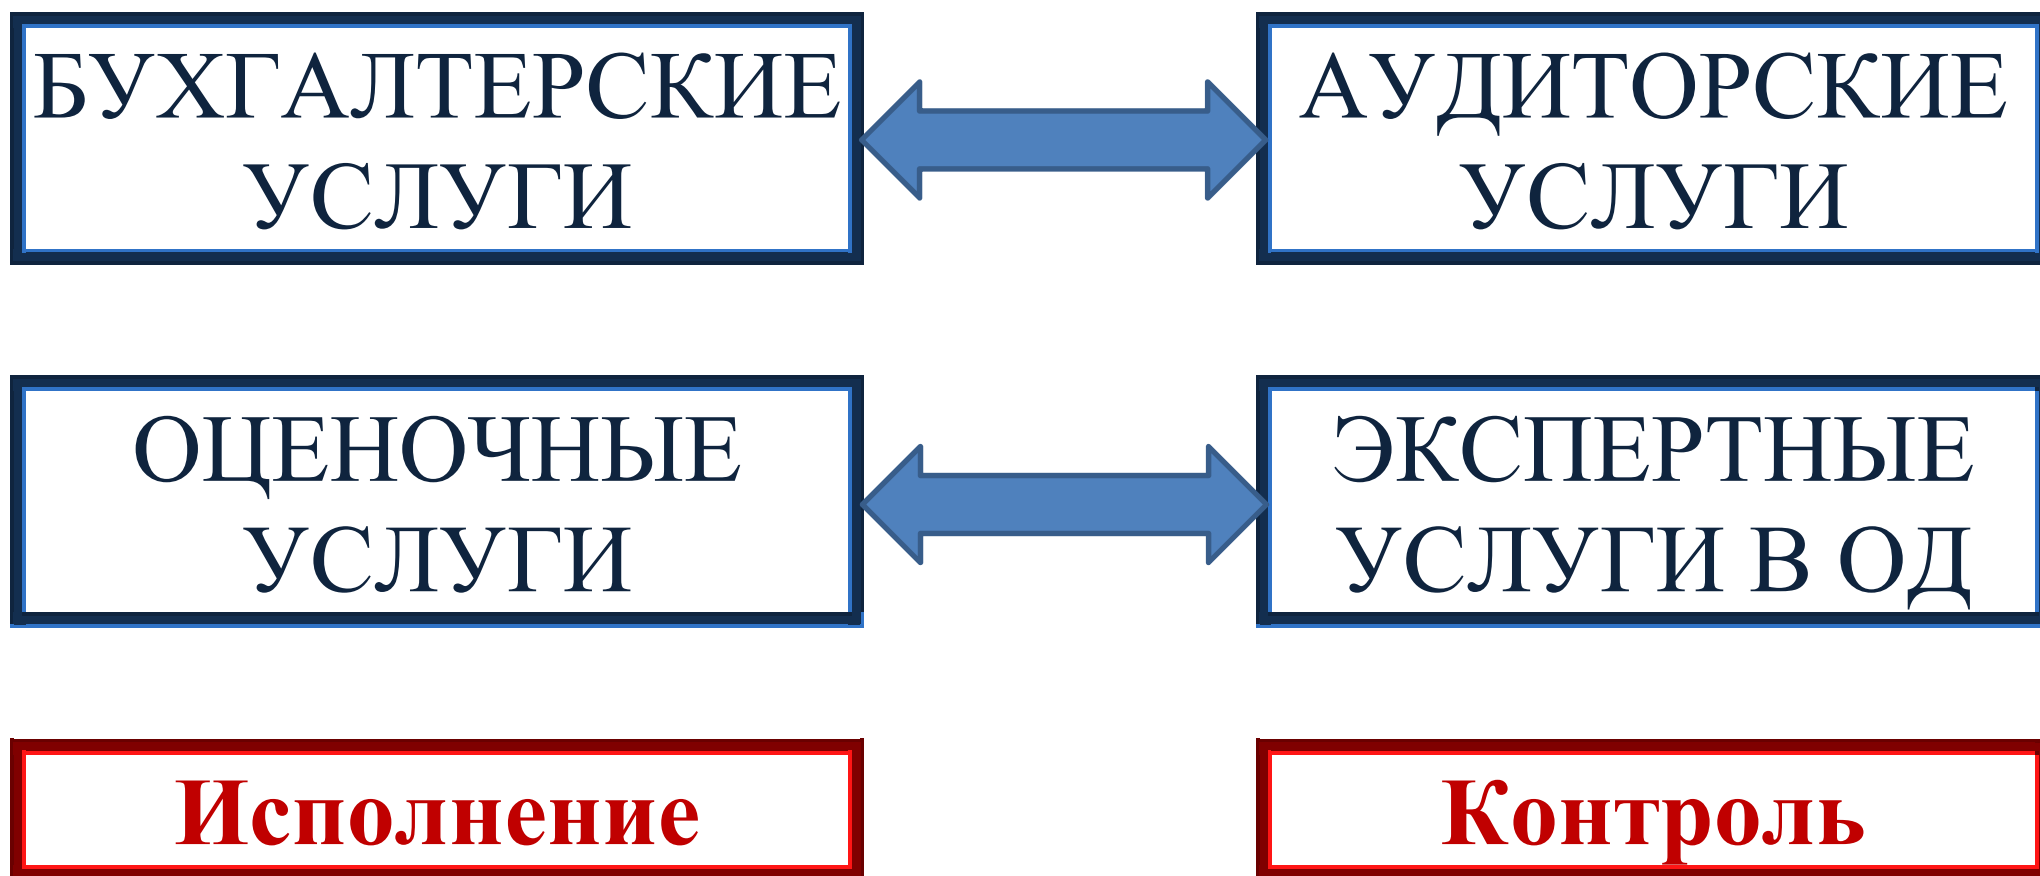 БУХГАЛТЕРСКИЕ
УСЛУГИ
АУДИТОРСКИЕ
УСЛУГИ
ОЦЕНОЧНЫЕ
УСЛУГИ
ЭКСПЕРТНЫЕ
УСЛУГИ В ОД
Исполнение
Контроль